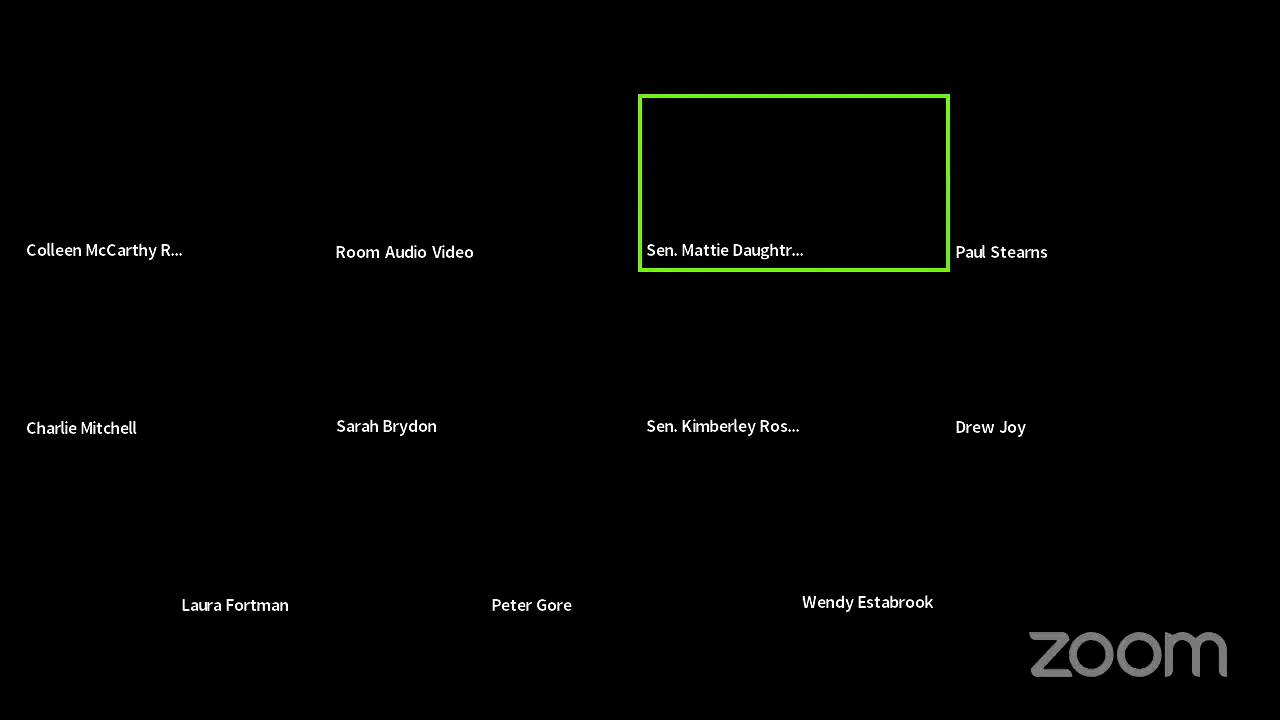 Colleen McCarthy R...
Room Audio Video
Sen. Mattie Daughtr...
Paul Stearns
Charlie Mitchell
Sarah Brydon
Sen. Kimberley Ros...
Drew Joy
Laura Fortman
Peter Gore
Wendy Estabrook
zoom